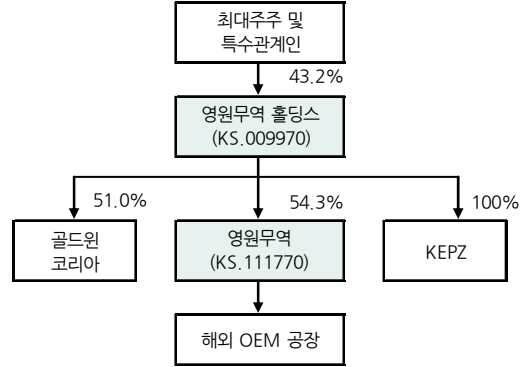 최대주주 및
특수관계인
43.2%
영원무역 홀딩스
(KS.009970)
51.0%
54.3%
100%
골드윈
코리아
영원무역
(KS.111770)
KEPZ
해외 OEM 공장